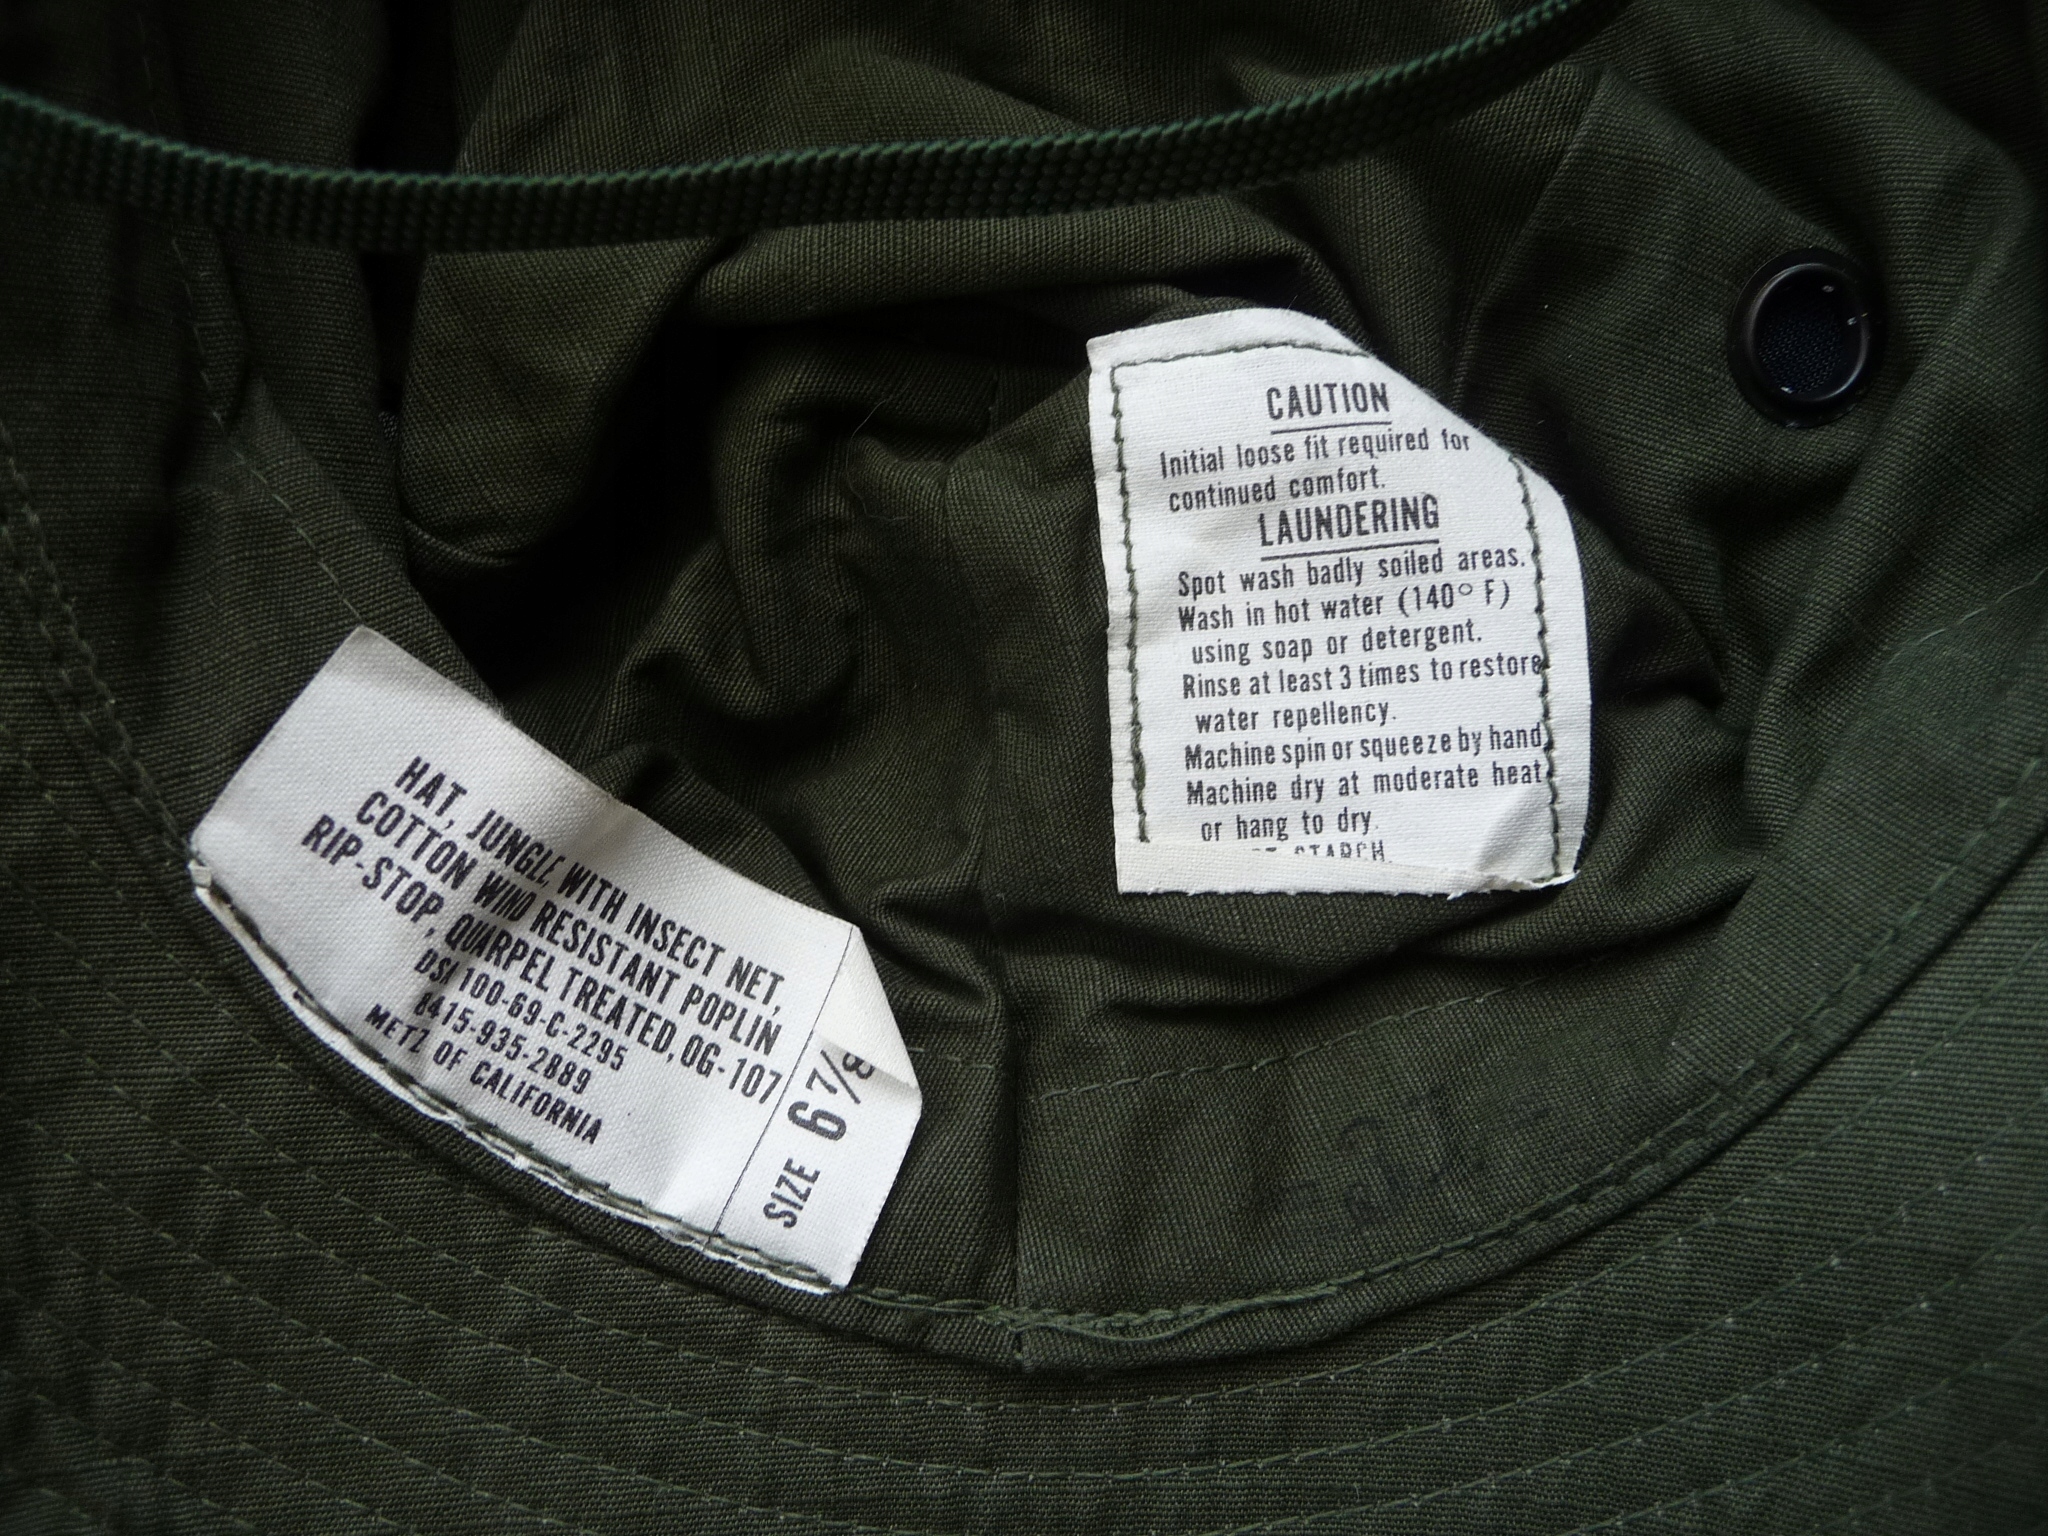 HAT, JUNGLE WITH INSECT NET,
COTTON WIND RESISTANT POPLIN
RIP-STOP, QUARPEL TREATED, OG-107
DSA 100-69-C-2295
8415-935-2889
METZ OF CALIFORNIA
SIZE 6 7/8
CAUTION
Initial loose fit required for
continued comfort.
LAUNDERING
Spot wash badly soiled areas.
Wash in hot water (140° F)
using soap or detergent.
Rinse at least 3 times to restore
water repellency.
Machine spin or squeeze by hand.
Machine dry at moderate heat
or hang to dry.
STARCH.